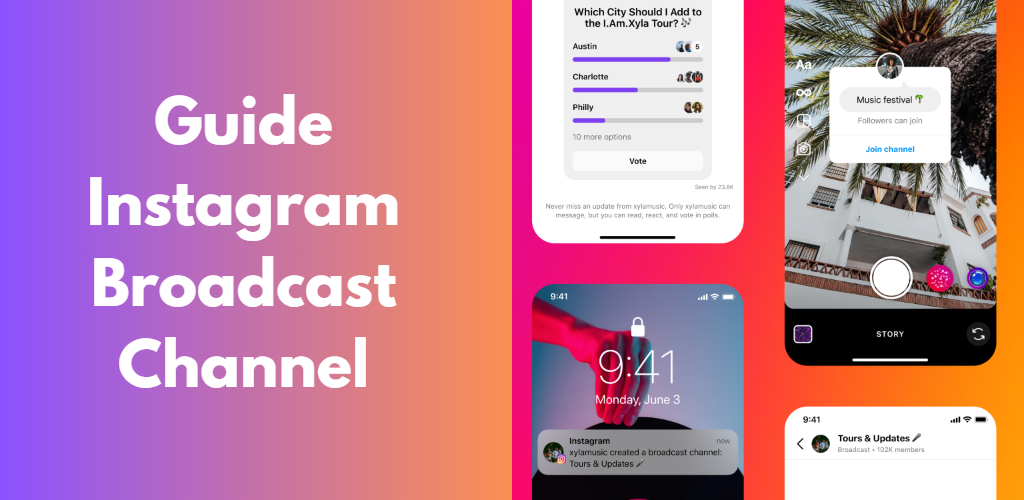 Guide
Instagram
Broadcast
Channel
Which City Should I Add to
the I.Am.Xyla Tour? 🎶
Austin
5
Charlotte
Philly
10 more options
Vote
Seen by 23.9K
Never miss an update from xylamusic. Only xylamusic can
message, but you can read, react, and vote in polls.
9:41
9:41
Monday, June 3
Instagram
now
xylamusic created a broadcast channel:
Tours & Updates 🎤
Aa
Music festival 🌴
Followers can join
Join channel
STORY
9:41
Tours & Updates 🎤
Broadcast • 102K members